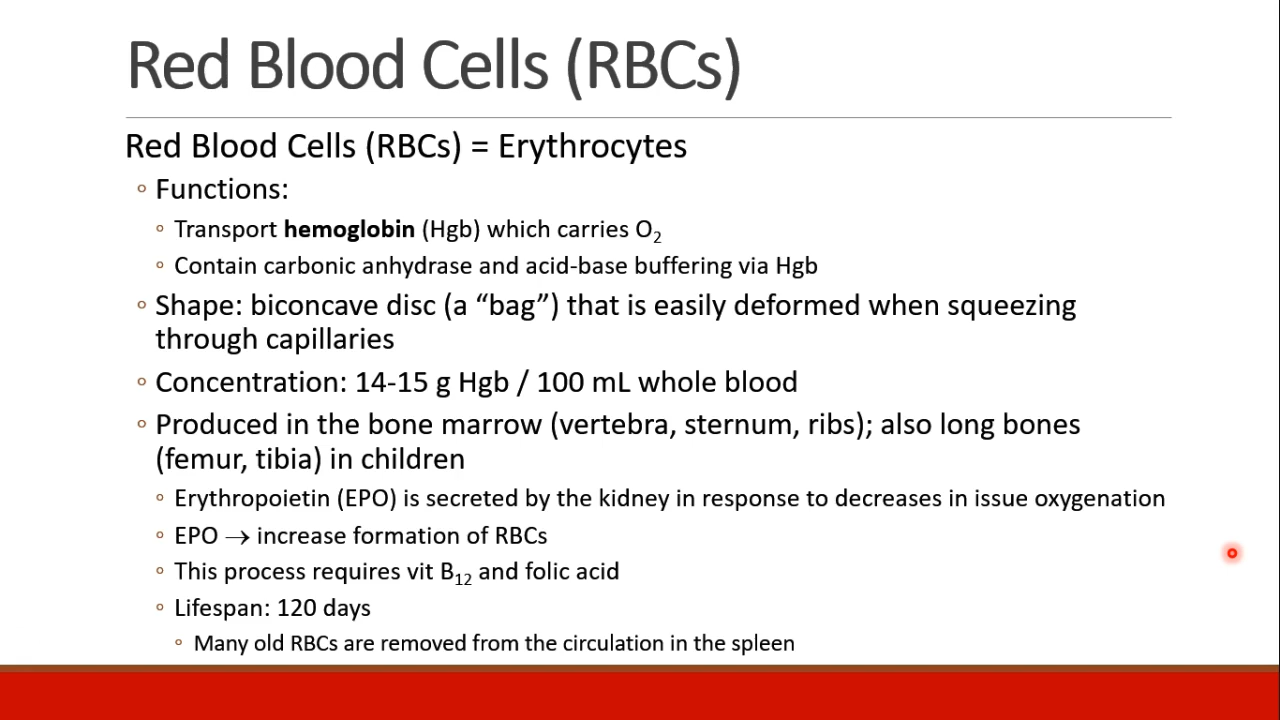 Red Blood Cells (RBCs)
Red Blood Cells (RBCs) = Erythrocytes
◦ Functions:
◦ Transport hemoglobin (Hgb) which carries O₂
◦ Contain carbonic anhydrase and acid-base buffering via Hgb
◦ Shape: biconcave disc (a “bag”) that is easily deformed when squeezing
through capillaries
◦ Concentration: 14-15 g Hgb / 100 mL whole blood
◦ Produced in the bone marrow (vertebra, sternum, ribs); also long bones
(femur, tibia) in children
◦ Erythropoietin (EPO) is secreted by the kidney in response to decreases in issue oxygenation
◦ EPO → increase formation of RBCs
◦ This process requires vit B₁₂ and folic acid
◦ Lifespan: 120 days
◦ Many old RBCs are removed from the circulation in the spleen